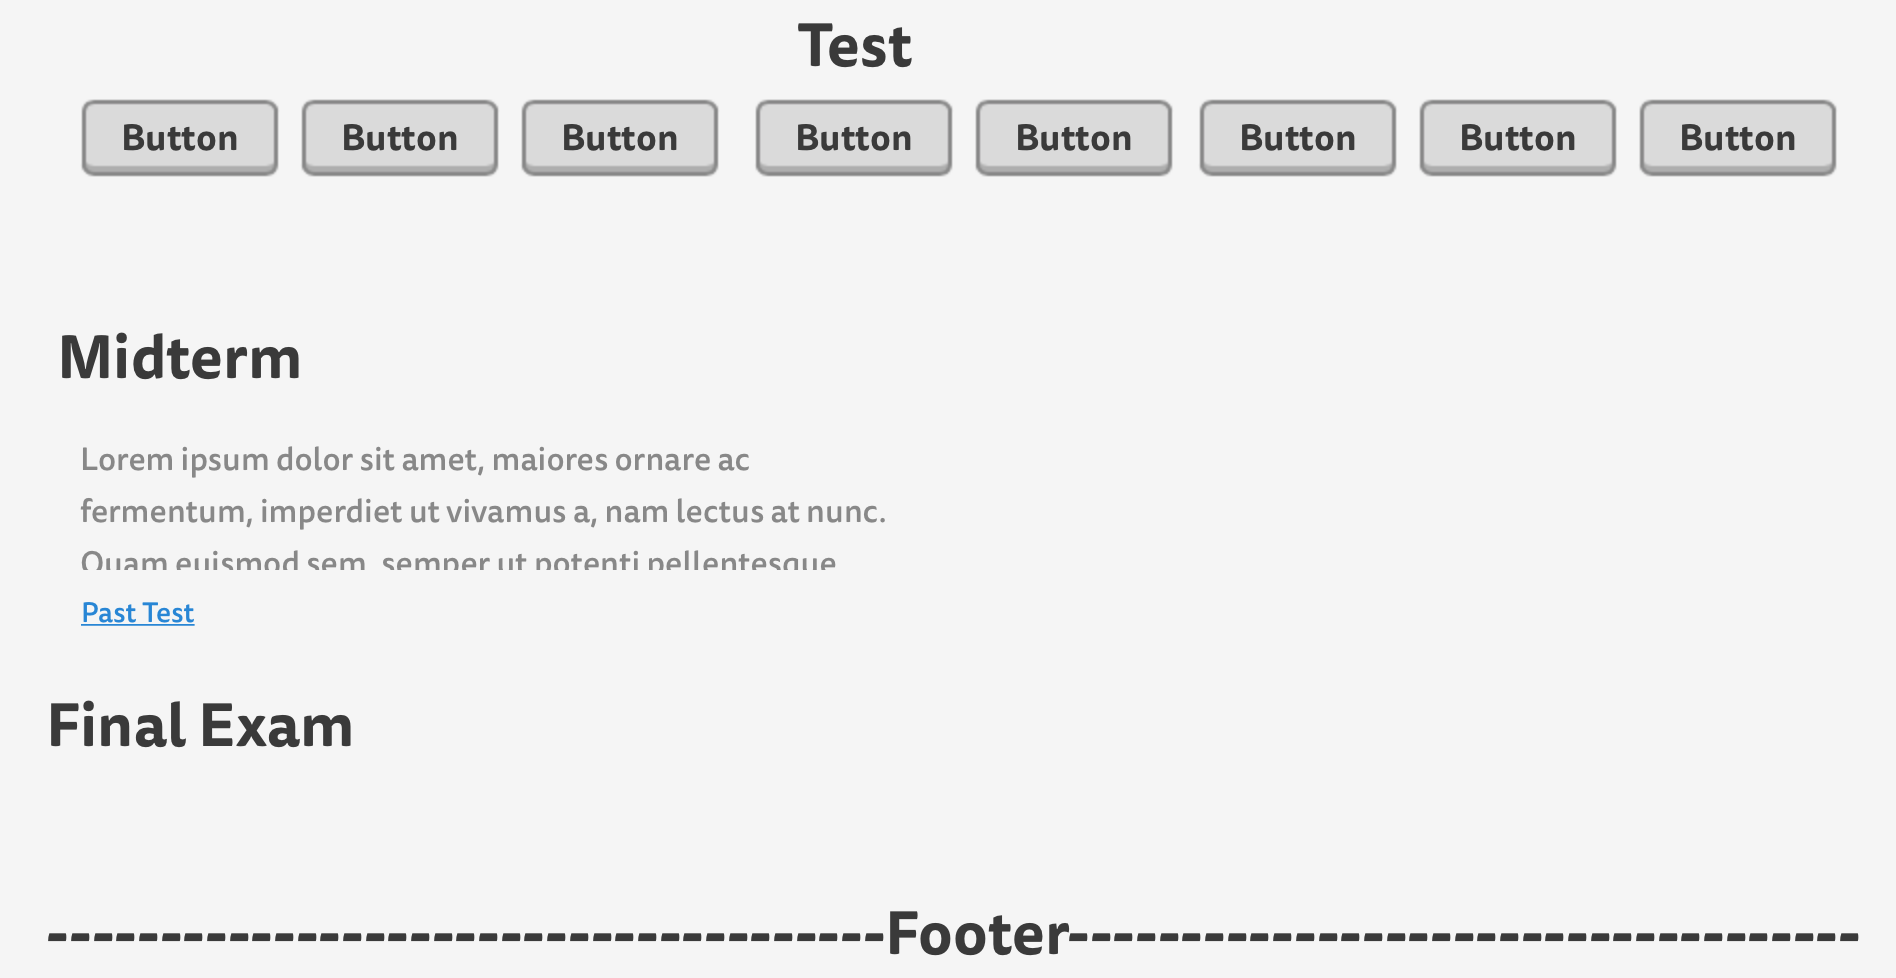 Test
Button Button Button Button Button Button Button Button
Midterm
Lorem ipsum dolor sit amet, maiores ornare ac
fermentum, imperdiet ut vivamus a, nam lectus at nunc.
Quam euismod sem, semper ut potenti pellentesque
Past Test
Final Exam
-------------------------------------Footer-----------------------------------